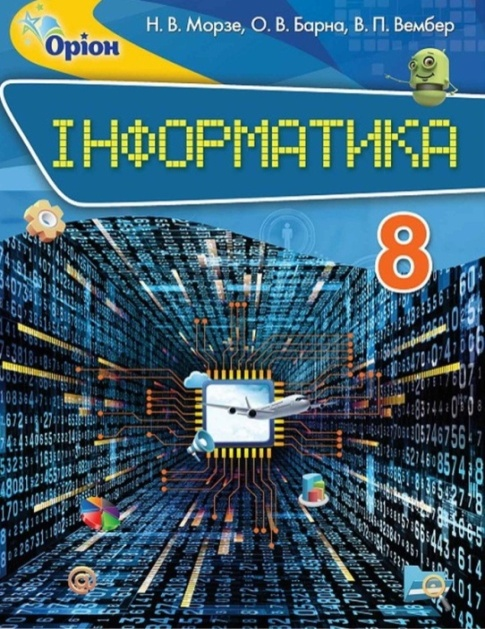 Н. В. Морзе, О. В. Барна, В. П. Вембер
Оріон
ІНФОРМАТИКА
8